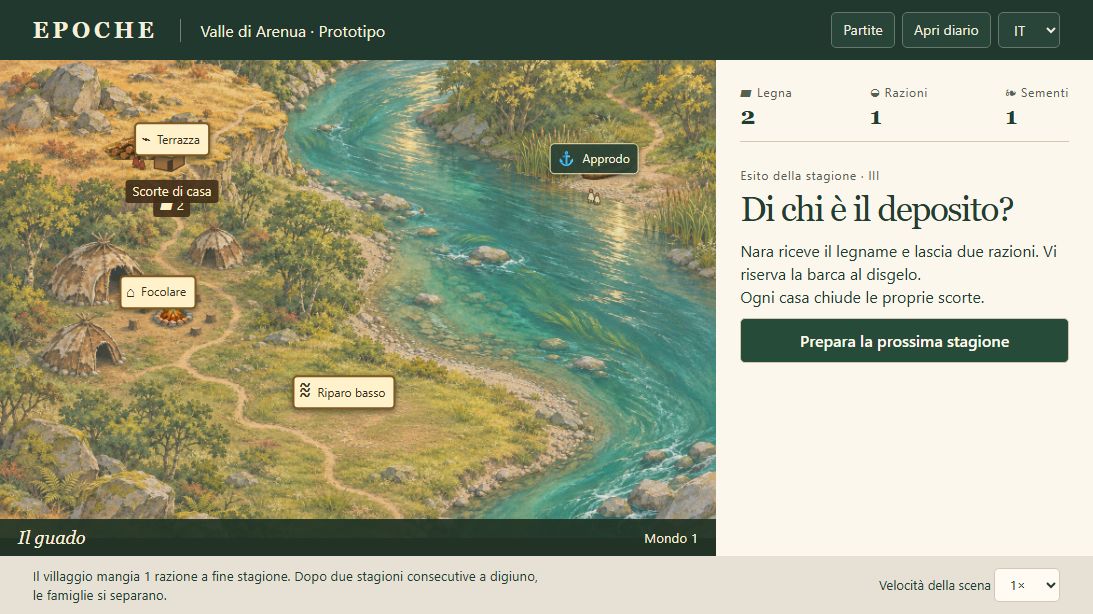 EPOCHE
Valle di Arenua · Prototipo
Partite
Apri diario
IT
Terrazza
Scorte di casa
2
Focolare
Riparo basso
Approdo
Il guado
Mondo 1
Legna
2
Razioni
1
Sementi
1
Esito della stagione · III
Di chi è il deposito?
Nara riceve il legname e lascia due razioni. Vi
riserva la barca al disgelo.
Ogni casa chiude le proprie scorte.
Prepara la prossima stagione
Il villaggio mangia 1 razione a fine stagione. Dopo due stagioni consecutive a digiuno,
le famiglie si separano.
Velocità della scena
1×